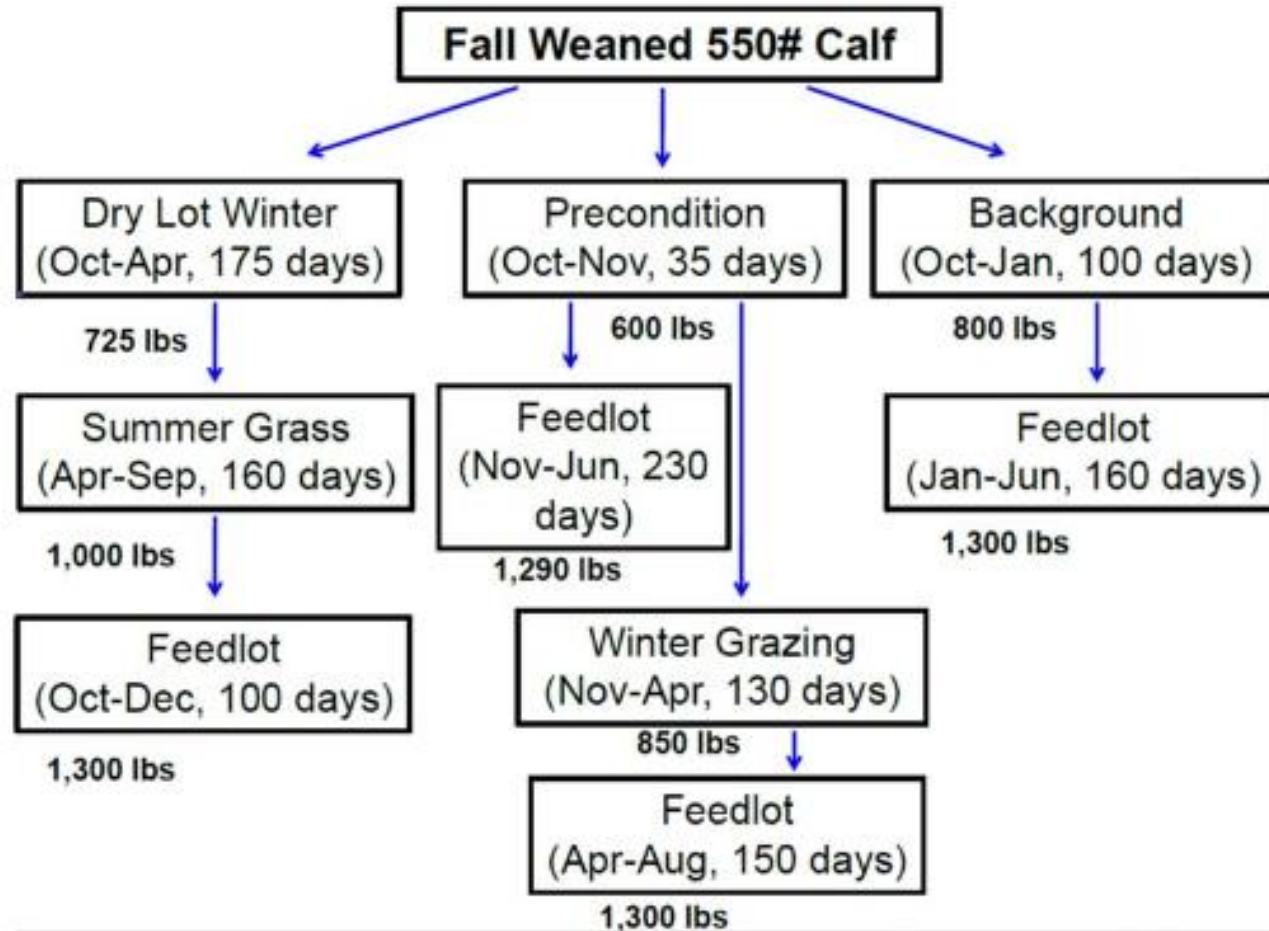 Fall Weaned 550# Calf
Dry Lot Winter
(Oct-Apr, 175 days)
725 lbs
Summer Grass
(Apr-Sep, 160 days)
1,000 lbs
Feedlot
(Oct-Dec, 100 days)
1,300 lbs
Precondition
(Oct-Nov, 35 days)
600 lbs
Feedlot
(Nov-Jun, 230
days)
1,290 lbs
Winter Grazing
(Nov-Apr, 130 days)
850 lbs
Feedlot
(Apr-Aug, 150 days)
1,300 lbs
Background
(Oct-Jan, 100 days)
800 lbs
Feedlot
(Jan-Jun, 160 days)
1,300 lbs